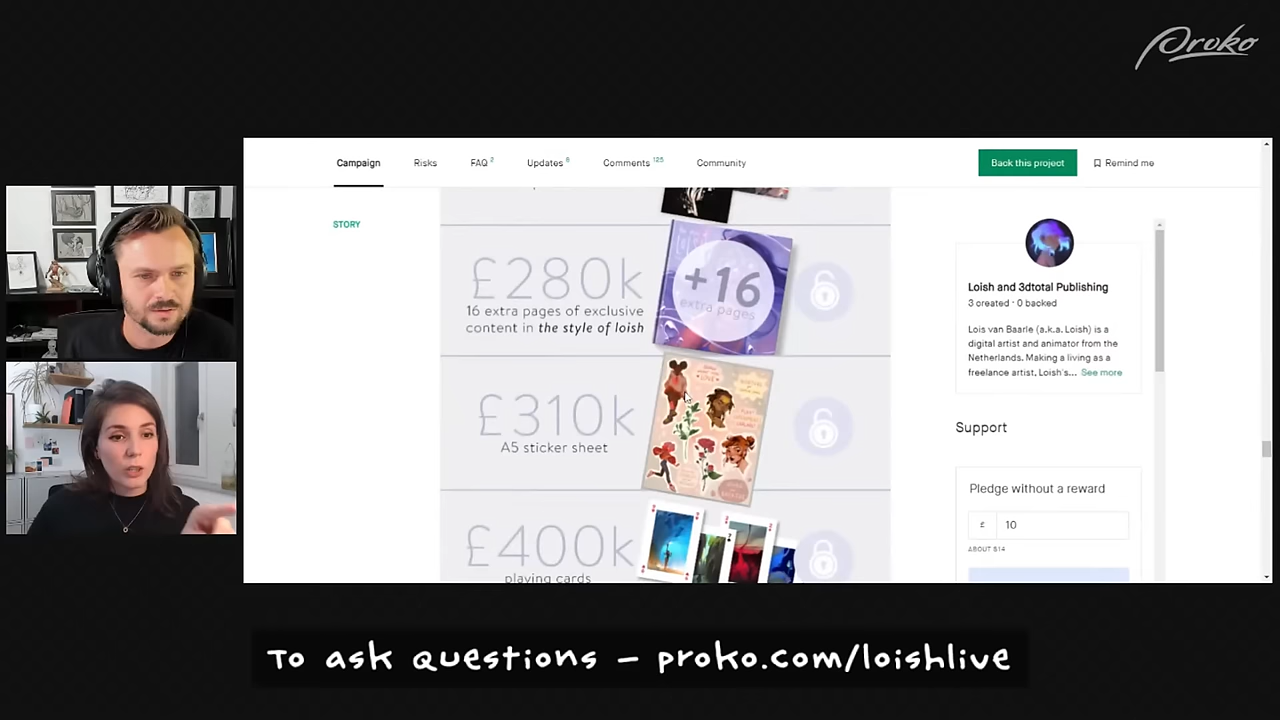 Proko
Campaign
Risks
FAQ 2
Updates 8
Comments 125
Community
Back this project
Remind me
STORY
£280k
16 extra pages of exclusive
content in the style of loish
+16
extra pages
£310k
A5 sticker sheet
£400k
playing cards
Loish and 3dtotal Publishing
3 created · 0 backed
Lois van Baarle (a.k.a. Loish) is a
digital artist and animator from the
Netherlands. Making a living as a
freelance artist, Loish's... See more
Support
Pledge without a reward
£ 10
ABOUT $14
To ask questions – proko.com/loishlive